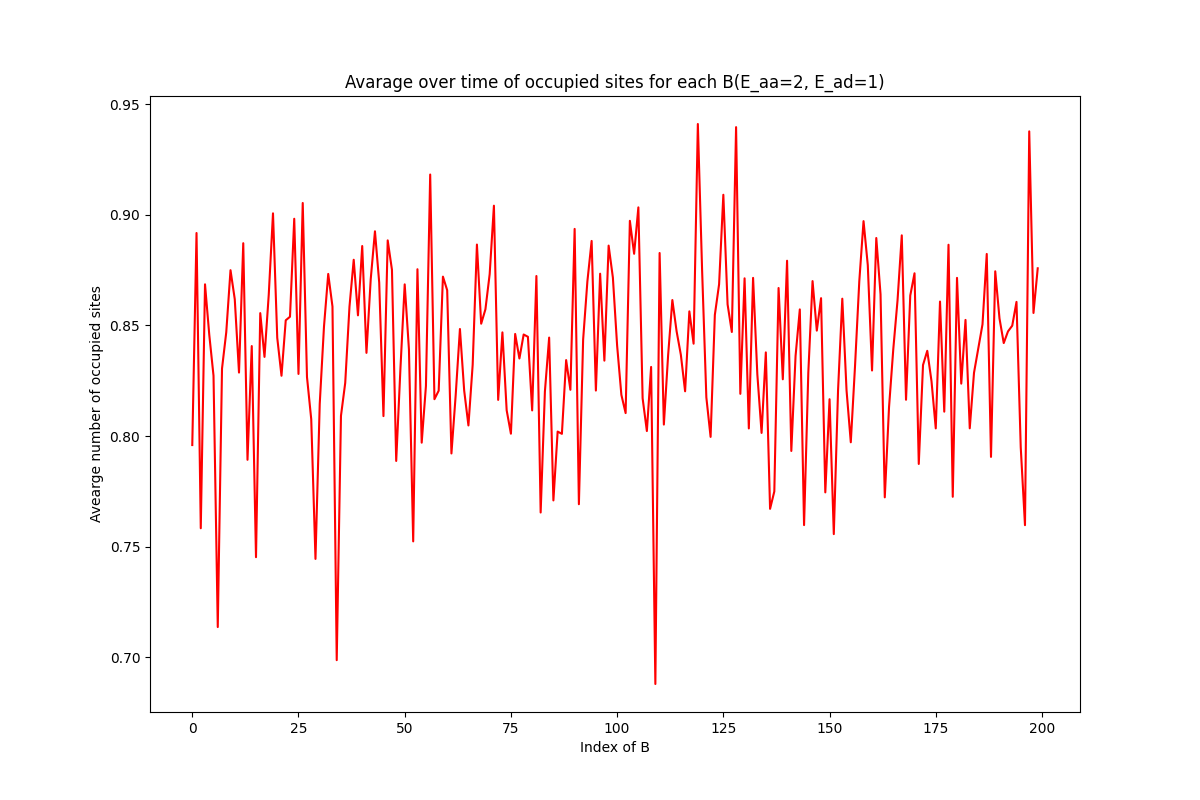 Avarage over time of occupied sites for each B(E_aa=2, E_ad=1)
0.95
0.90
0.85
0.80
0.75
0.70
Avearge number of occupied sites
0 25 50 75 100 125 150 175 200
Index of B